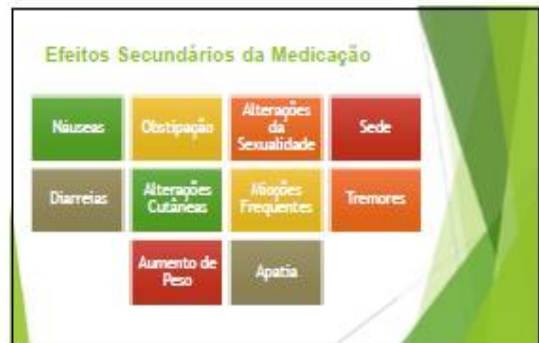 Efeitos Secundários da Medicação
Náuseas
Obstipação
Alterações
da
Sexualidade
Sede
Diarreias
Alterações
Cutâneas
Micções
Frequentes
Tremores
Aumento de
Peso
Apatia